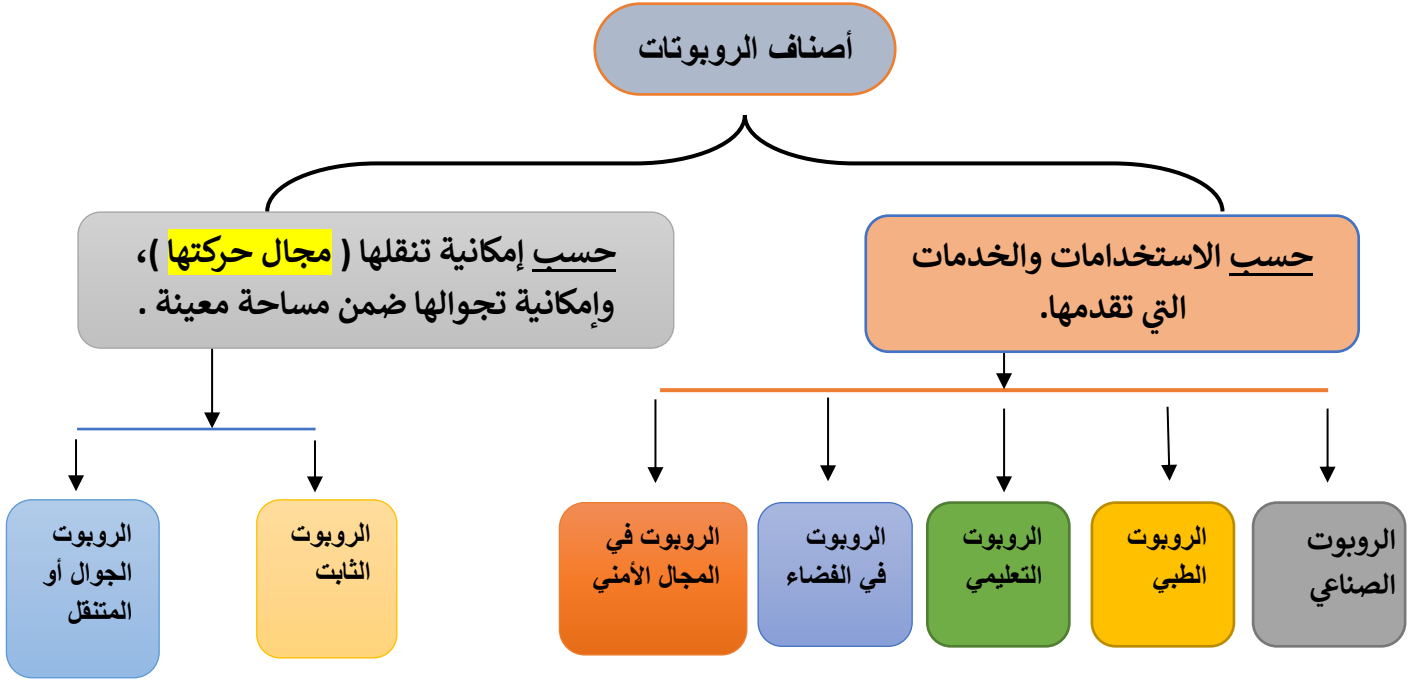 أصناف الروبوتات
حسب الاستخدامات والخدمات
التي تقدمها.
حسب إمكانية تنقلها ( مجال حركتها )،
وإمكانية تجوالها ضمن مساحة معينة .
الروبوت
الصناعي
الروبوت
الطبي
الروبوت
التعليمي
الروبوت
في الفضاء
الروبوت في
المجال الأمني
الروبوت
الثابت
الروبوت
الجوال أو
المتنقل